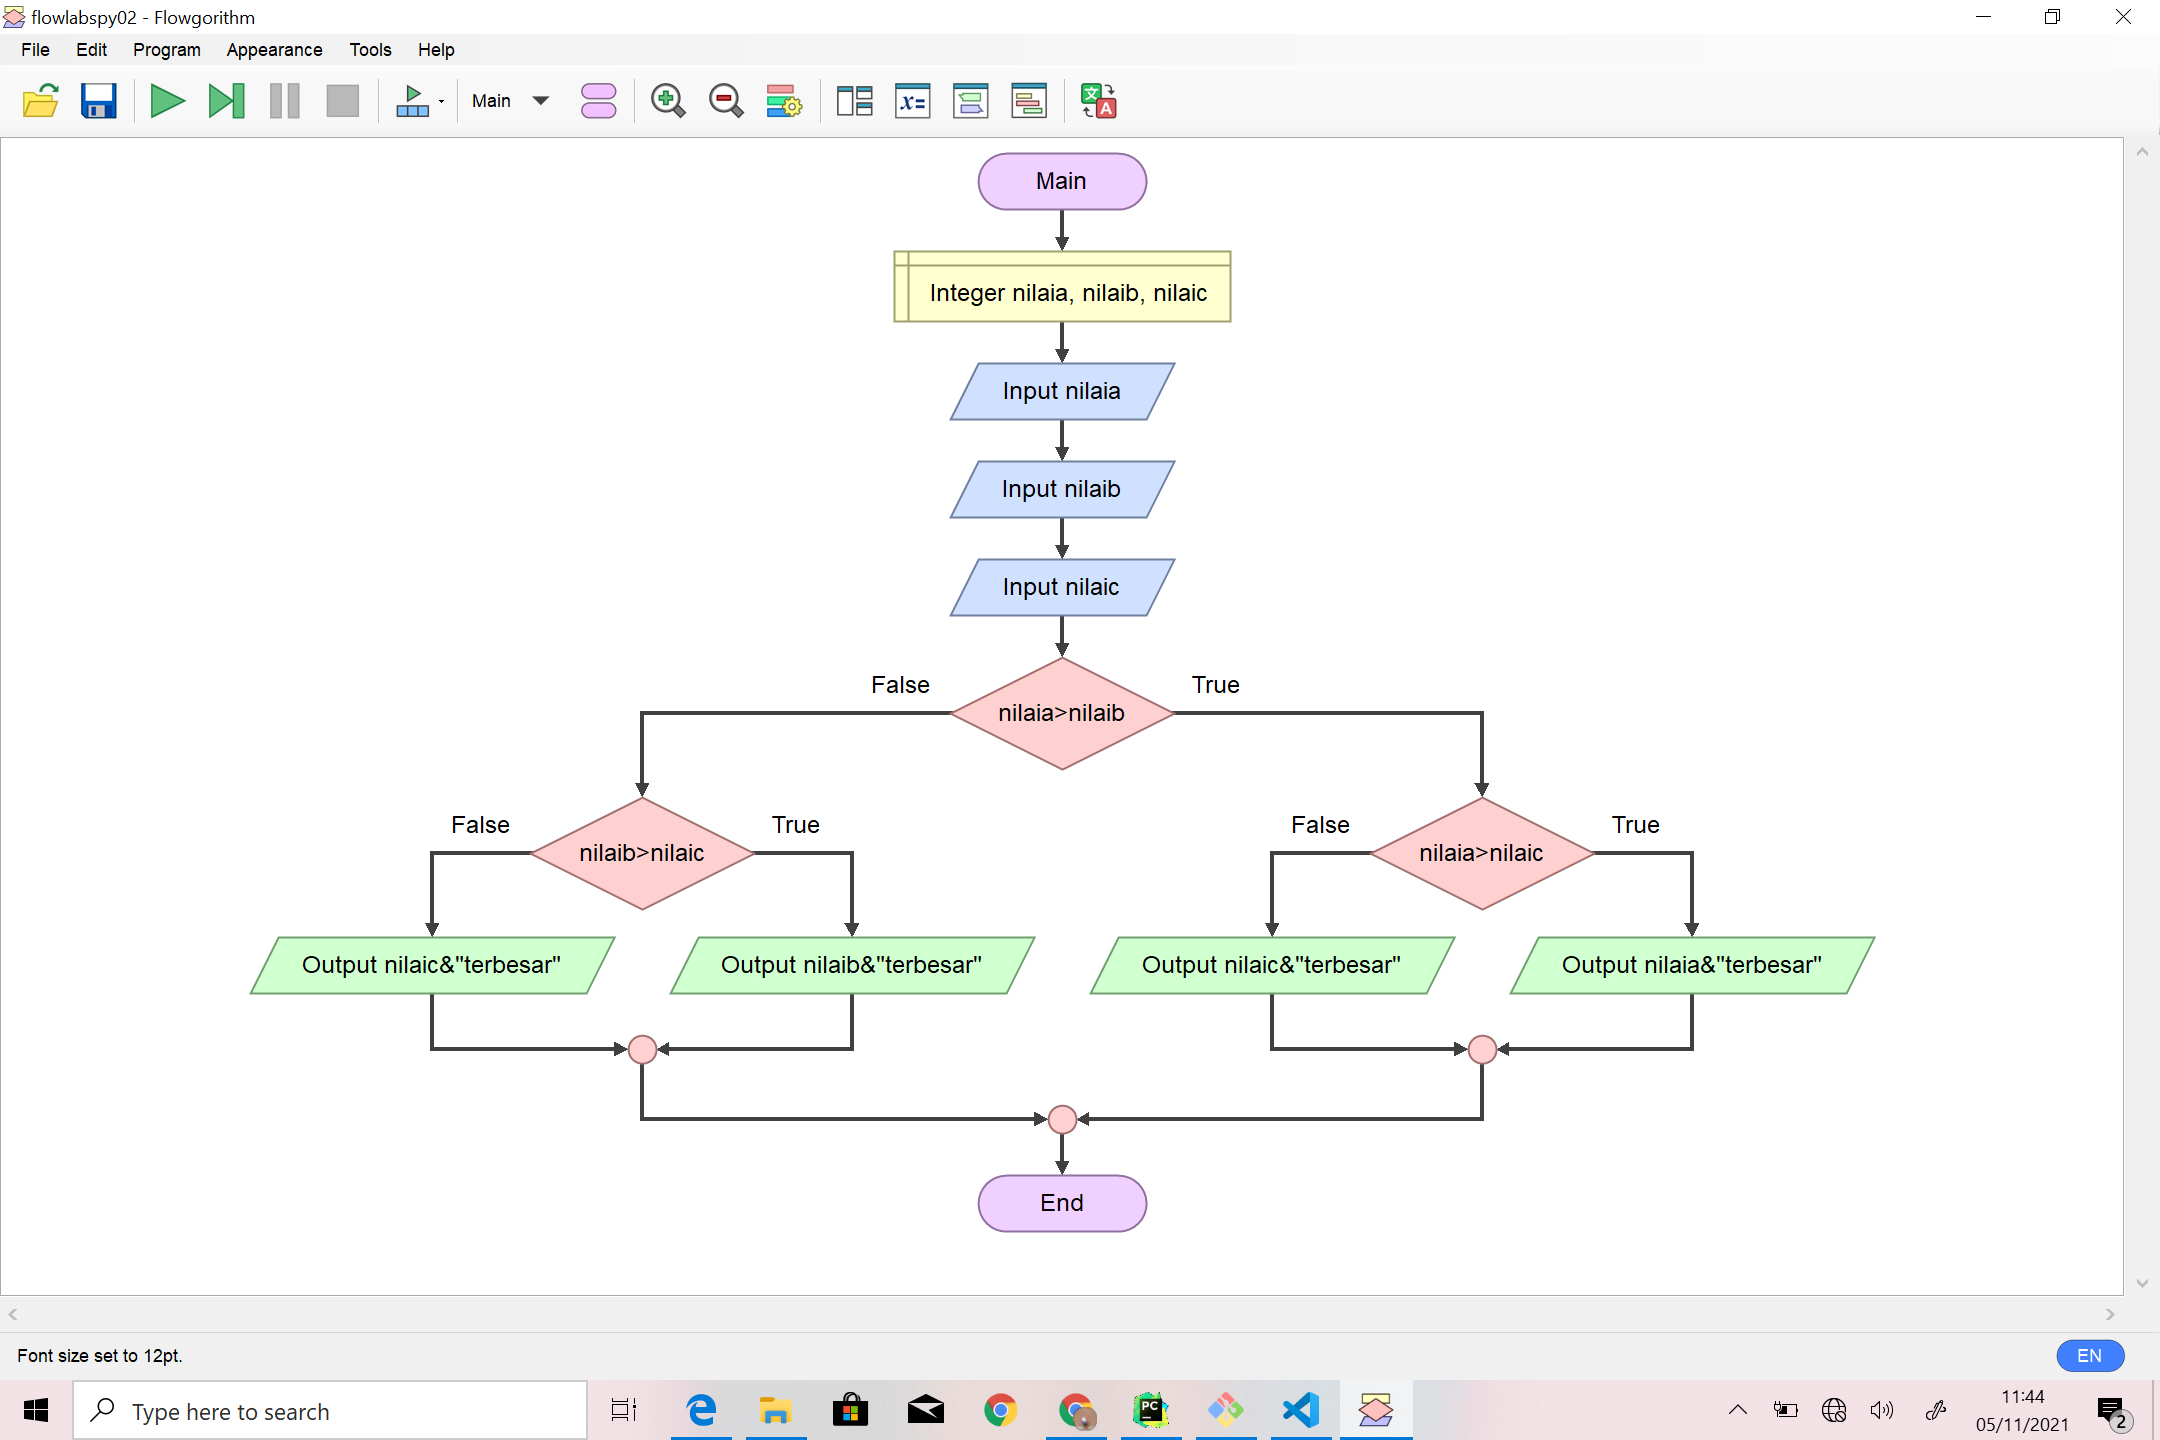 flowlabspy02 - Flowgorithm
File Edit Program Appearance Tools Help
Main
x=
文 A
Main
Integer nilaia, nilaib, nilaic
Input nilaia
Input nilaib
Input nilaic
False True
nilaia>nilaib
False True False True
nilaib>nilaic nilaia>nilaic
Output nilaic&"terbesar" Output nilaib&"terbesar" Output nilaic&"terbesar" Output nilaia&"terbesar"
End
Font size set to 12pt.
EN
Type here to search
PC
11:44
05/11/2021
2